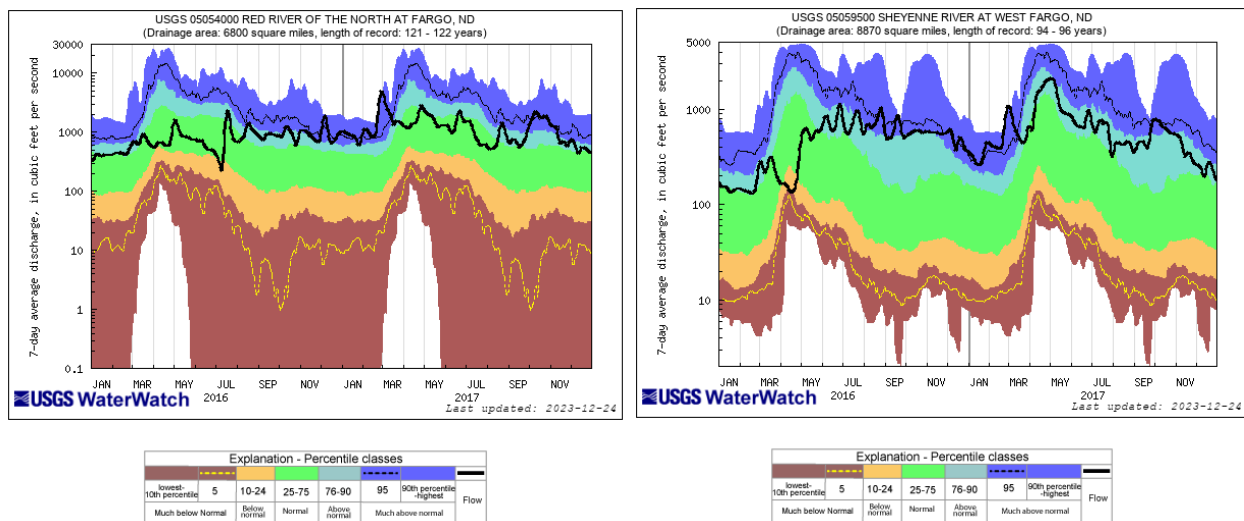 USGS 05054000 RED RIVER OF THE NORTH AT FARGO, ND
(Drainage area: 6800 square miles, length of record: 121 - 122 years)
7-day average discharge, in cubic feet per second
30000
10000
1000
100
10
1
0.1
JAN MAR MAY JUL SEP NOV JAN MAR MAY JUL SEP NOV
2016 2017
USGS WaterWatch
Last updated: 2023-12-24
Explanation - Percentile classes
lowest- 10th percentile 5 10-24 25-75 76-90 95 90th percentile -highest Flow
Much below Normal Below normal Normal Above normal Much above normal
USGS 05059500 SHEYENNE RIVER AT WEST FARGO, ND
(Drainage area: 8870 square miles, length of record: 94 - 96 years)
7-day average discharge, in cubic feet per second
5000
1000
100
10
JAN MAR MAY JUL SEP NOV JAN MAR MAY JUL SEP NOV
2016 2017
USGS WaterWatch
Last updated: 2023-12-24
Explanation - Percentile classes
lowest- 10th percentile 5 10-24 25-75 76-90 95 90th percentile -highest Flow
Much below Normal Below normal Normal Above normal Much above normal